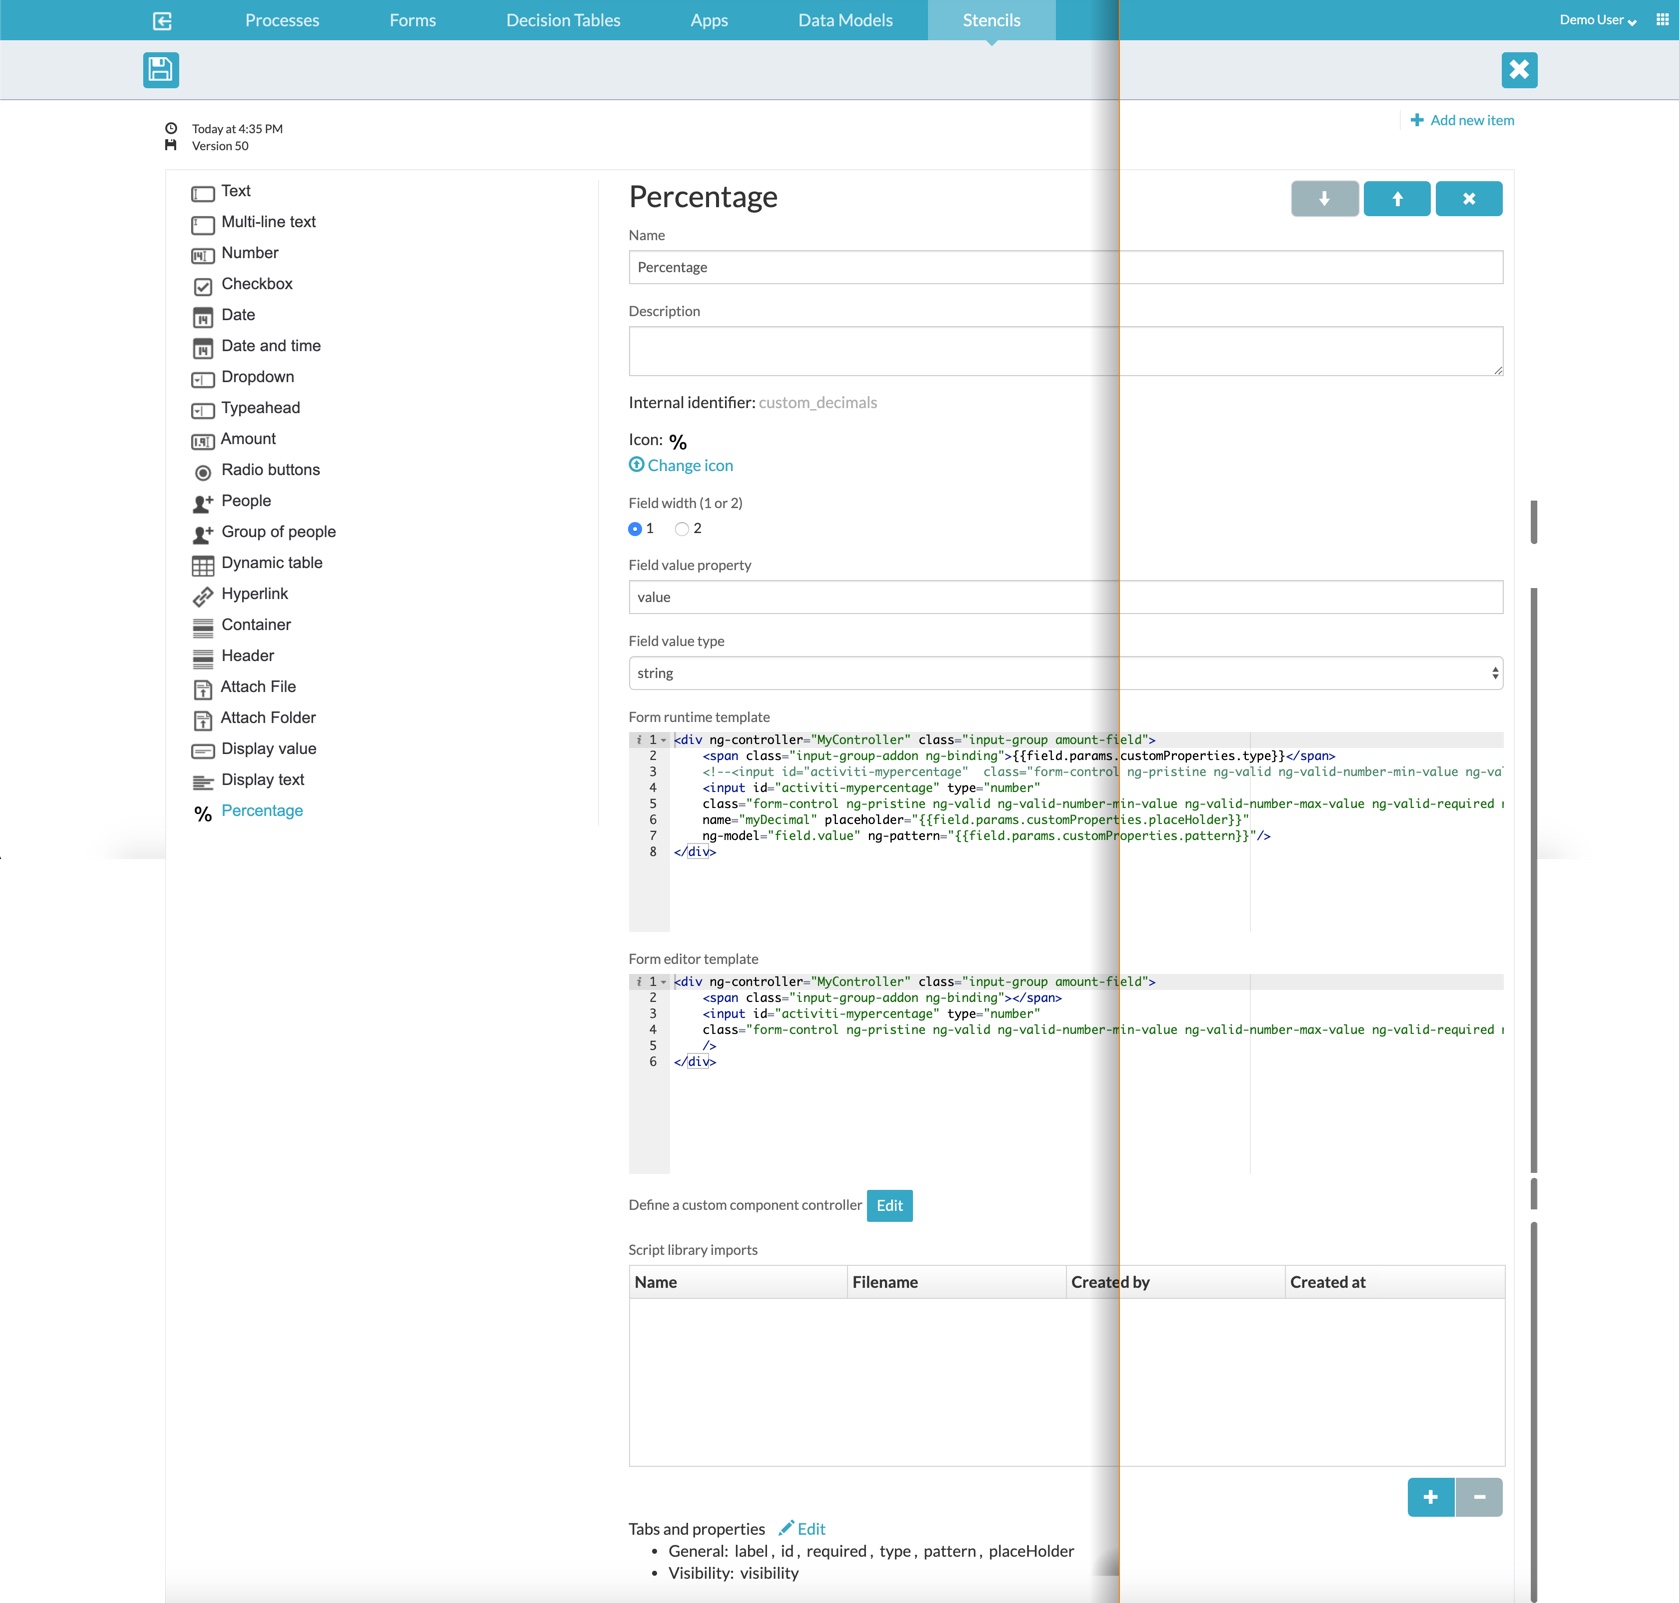 Processes Forms Decision Tables Apps Data Models Stencils Demo User
Today at 4:35 PM
Version 50
Add new item
Text
Multi-line text
Number
Checkbox
Date
Date and time
Dropdown
Typeahead
Amount
Radio buttons
People
Group of people
Dynamic table
Hyperlink
Container
Header
Attach File
Attach Folder
Display value
Display text
% Percentage
Percentage
Name
Percentage
Description
Internal identifier: custom_decimals
Icon: %
Change icon
Field width (1 or 2)
1 2
Field value property
value
Field value type
string
Form runtime template
i 1 <div ng-controller="MyController" class="input-group amount-field">
2 <span class="input-group-addon ng-binding">{{field.params.customProperties.type}}</span>
3 <!--<input id="activiti-mypercentage"  class="form-control ng-pristine ng-valid ng-valid-number-min-value ng-va
4 <input id="activiti-mypercentage" type="number"
5 class="form-control ng-pristine ng-valid ng-valid-number-min-value ng-valid-number-max-value ng-valid-required
6 name="myDecimal" placeholder="{{field.params.customProperties.placeHolder}}"
7 ng-model="field.value" ng-pattern="{{field.params.customProperties.pattern}}"/>
8 </div>
Form editor template
i 1 <div ng-controller="MyController" class="input-group amount-field">
2 <span class="input-group-addon ng-binding"></span>
3 <input id="activiti-mypercentage" type="number"
4 class="form-control ng-pristine ng-valid ng-valid-number-min-value ng-valid-number-max-value ng-valid-required
5 />
6 </div>
Define a custom component controller Edit
Script library imports
Name Filename Created by Created at
Tabs and properties Edit
• General: label , id , required , type , pattern , placeHolder
• Visibility: visibility